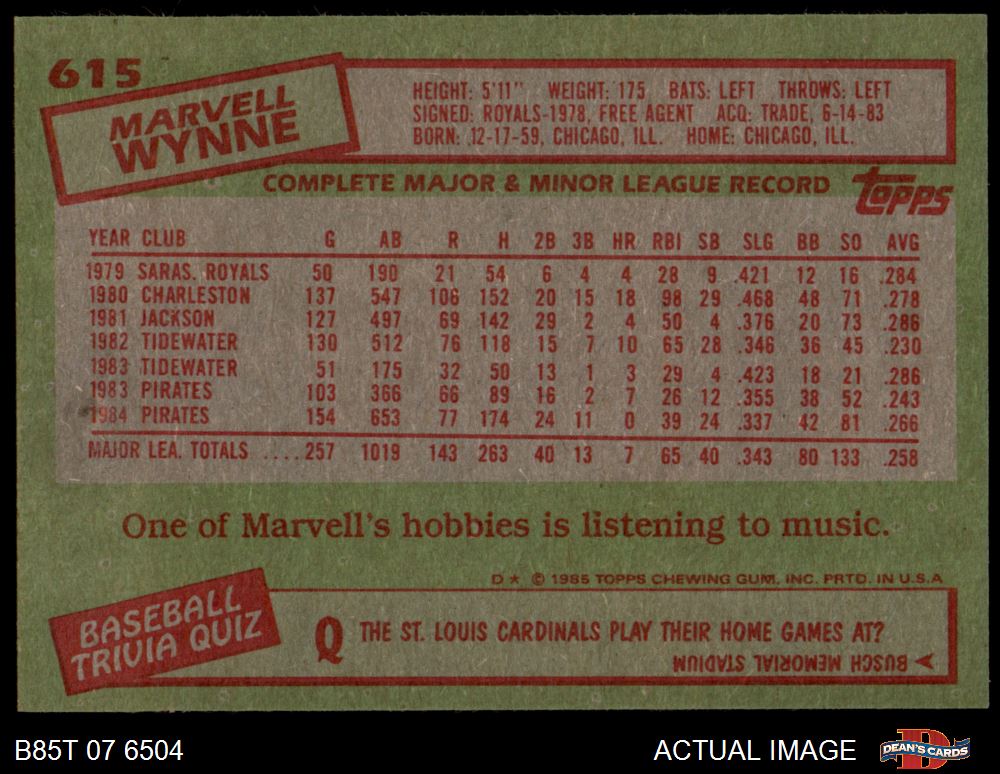 615
MARVELL
WYNNE
HEIGHT: 5'11" WEIGHT: 175 BATS: LEFT THROWS: LEFT
SIGNED: ROYALS-1978, FREE AGENT ACQ: TRADE, 6-14-83
BORN: 12-17-59, CHICAGO, ILL. HOME: CHICAGO, ILL.
COMPLETE MAJOR & MINOR LEAGUE RECORD
topps
YEAR CLUB G AB R H 2B 3B HR RBI SB SLG BB SO AVG
1979 SARAS. ROYALS 50 190 21 54 6 4 4 28 9 .421 12 16 .284
1980 CHARLESTON 137 547 106 152 20 15 18 98 29 .468 48 71 .278
1981 JACKSON 127 497 69 142 29 2 4 50 4 .376 20 73 .286
1982 TIDEWATER 130 512 76 118 15 7 10 65 28 .346 36 45 .230
1983 TIDEWATER 51 175 32 50 13 1 3 29 4 .423 18 21 .286
1983 PIRATES 103 366 66 89 16 2 7 26 12 .355 38 52 .243
1984 PIRATES 154 653 77 174 24 11 0 39 24 .337 42 81 .266
MAJOR LEA. TOTALS ....257 1019 143 263 40 13 7 65 40 .343 80 133 .258
One of Marvell's hobbies is listening to music.
D★ © 1985 TOPPS CHEWING GUM, INC. PRTD. IN U.S.A
BASEBALL
TRIVIA QUIZ
Q THE ST. LOUIS CARDINALS PLAY THEIR HOME GAMES AT?
BUSCH MEMORIAL STADIUM
B85T 07 6504
ACTUAL IMAGE
DEAN'S CARDS